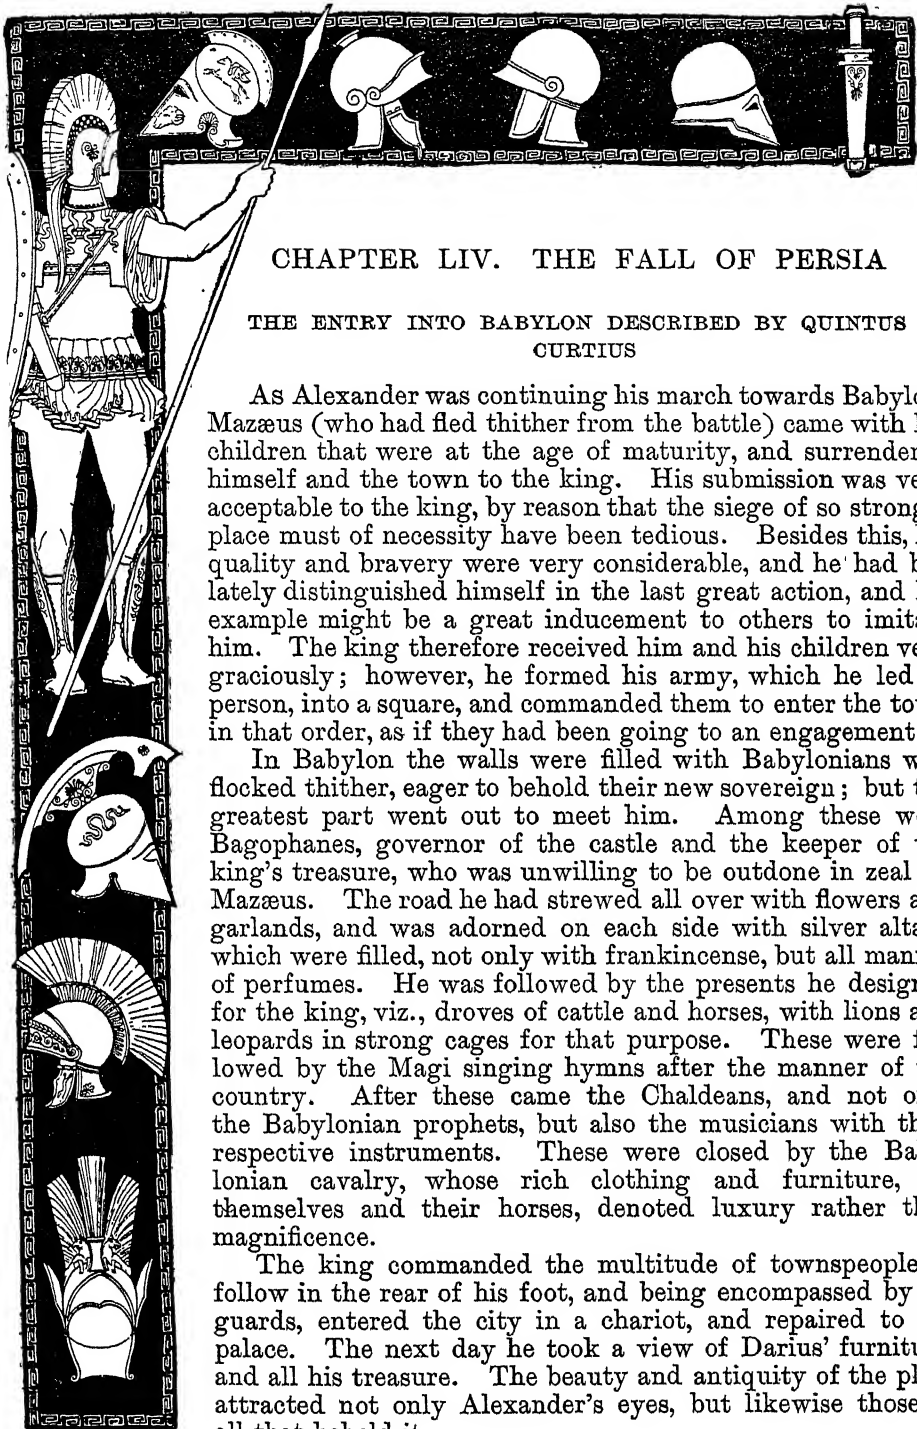 CHAPTER LIV. THE FALL OF PERSIA
THE ENTRY INTO BABYLON DESCRIBED BY QUINTUS
CURTIUS
As Alexander was continuing his march towards
Mazæus (who had fled thither from the battle) came with
children that were at the age of maturity, and
himself and the town to the king. His submission was
acceptable to the king, by reason that the siege of so
place must of necessity have been tedious. Besides this,
quality and bravery were very considerable, and he had
lately distinguished himself in the last great action, and
example might be a great inducement to others to
him. The king therefore received him and his children
graciously; however, he formed his army, which he led
person, into a square, and commanded them to enter the
in that order, as if they had been going to an engagement
In Babylon the walls were filled with Babylonians
flocked thither, eager to behold their new sovereign; but
greatest part went out to meet him. Among these
Bagophanes, governor of the castle and the keeper of
king's treasure, who was unwilling to be outdone in zeal
Mazæus. The road he had strewed all over with flowers
garlands, and was adorned on each side with silver
which were filled, not only with frankincense, but all
of perfumes. He was followed by the presents he
for the king, viz., droves of cattle and horses, with lions
leopards in strong cages for that purpose. These were
lowed by the Magi singing hymns after the manner of
country. After these came the Chaldeans, and not
the Babylonian prophets, but also the musicians with
respective instruments. These were closed by the
lonian cavalry, whose rich clothing and furniture,
themselves and their horses, denoted luxury rather
magnificence.
The king commanded the multitude of townspeople
follow in the rear of his foot, and being encompassed by
guards, entered the city in a chariot, and repaired to
palace. The next day he took a view of Darius'
and all his treasure. The beauty and antiquity of the
attracted not only Alexander's eyes, but likewise those